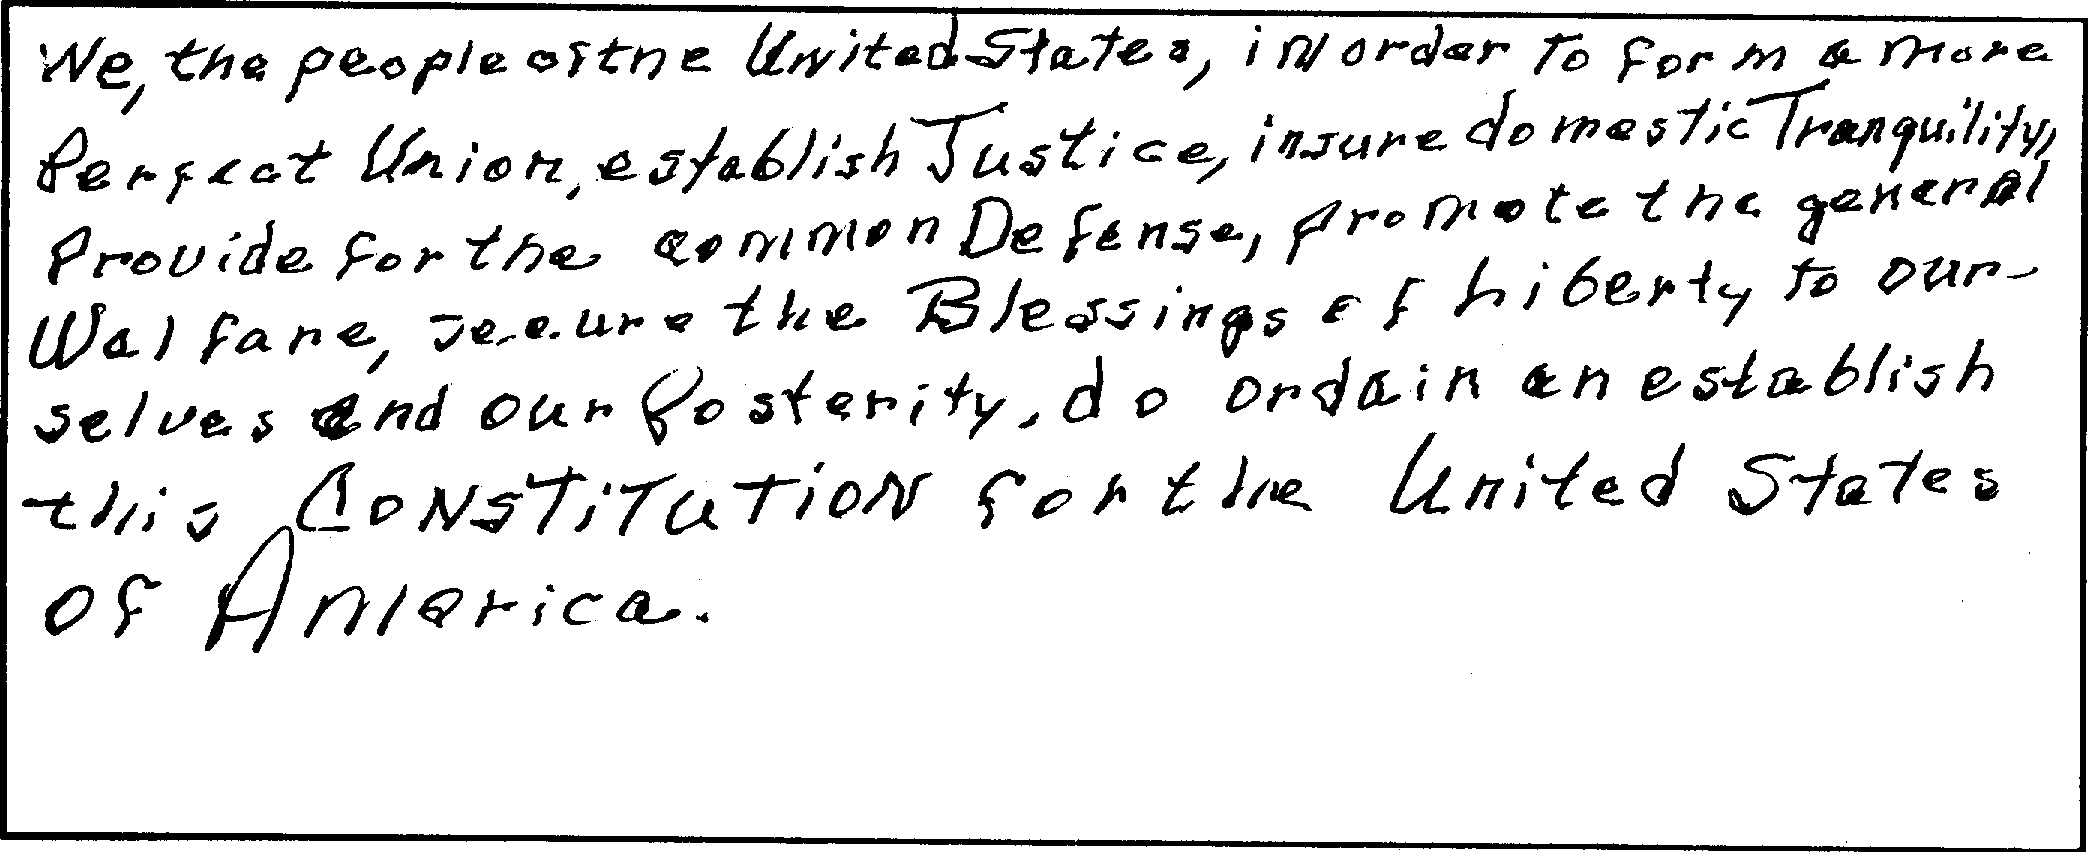 We, the people of the United States, in order to form a more
Perfect Union, establish Justice, insure domestic Tranquility,
Provide for the common Defense, promote the general
Welfare, secure the Blessings of Liberty to our-
selves and our Posterity, do ordain an establish
this CONSTITUTION for the United States
of America.